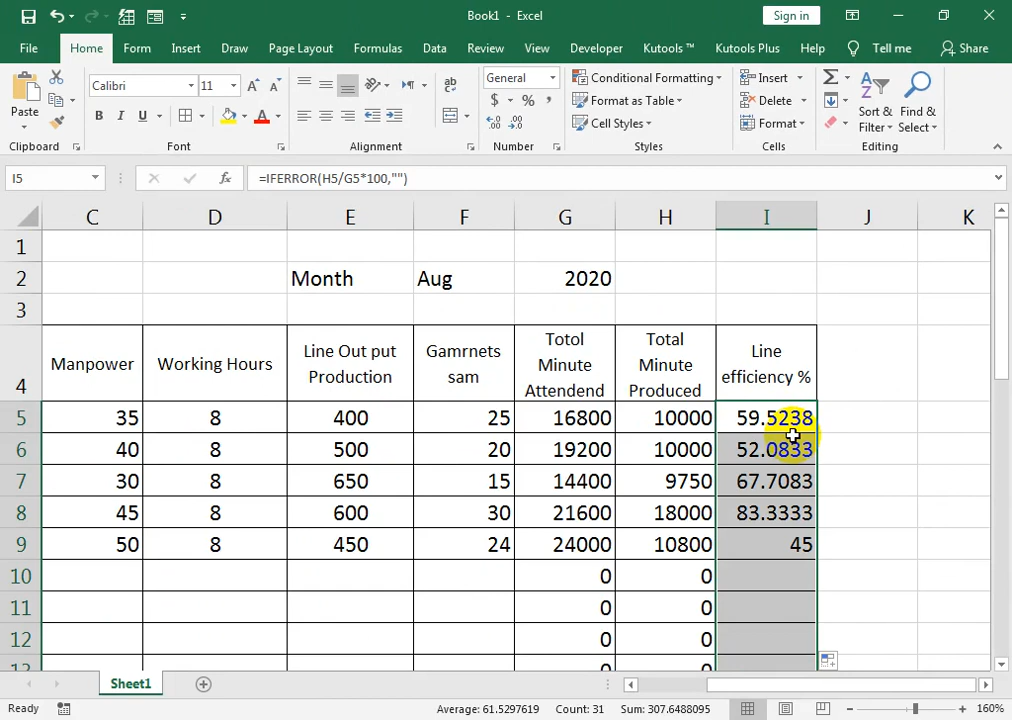 Book1 - Excel
Sign in
File Home Form Insert Draw Page Layout Formulas Data Review View Developer Kutools ™ Kutools Plus Help Tell me Share
Paste
Calibri 11
B I U
General
$ % ,
Conditional Formatting
Format as Table
Cell Styles
Insert
Delete
Format
Sort & Filter
Find & Select
Clipboard Font Alignment Number Styles Cells Editing
I5 fx =IFERROR(H5/G5*100,"")
C D E F G H I J K
1
2 Month Aug 2020
3
4 Manpower Working Hours Line Out put Production Gamrnets sam Totol Minute Attendend Total Minute Produced Line efficiency %
5 35 8 400 25 16800 10000 59.5238
6 40 8 500 20 19200 10000 52.0833
7 30 8 650 15 14400 9750 67.7083
8 45 8 600 30 21600 18000 83.3333
9 50 8 450 24 24000 10800 45
10 0 0
11 0 0
12 0 0
13 0 0
Sheet1
Ready Average: 61.5297619 Count: 31 Sum: 307.6488095 160%